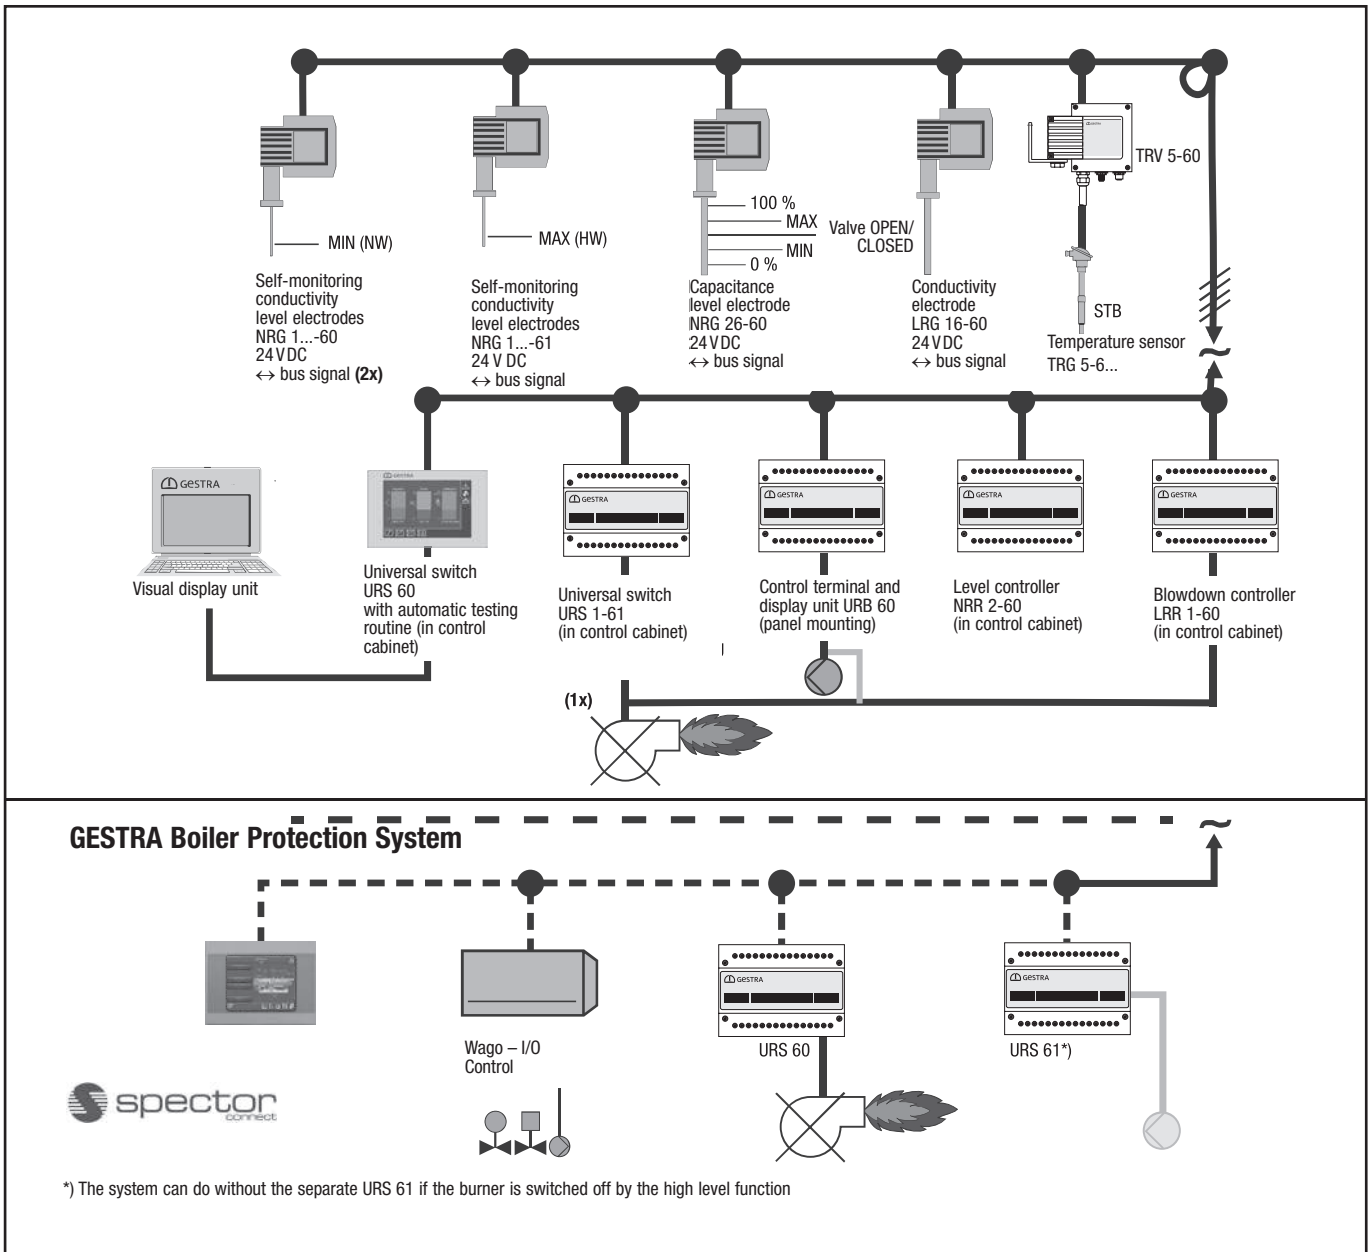 TRV 5-60
100 %
MAX
MIN
0 %
MIN (NW)
MAX (HW)
Valve OPEN/
CLOSED
Self-monitoring
conductivity
level electrodes
NRG 1...-60
24 V DC
↔ bus signal (2x)
Self-monitoring
conductivity
level electrodes
NRG 1...-61
24 V DC
↔ bus signal
Capacitance
level electrode
NRG 26-60
24 V DC
↔ bus signal
Conductivity
electrode
LRG 16-60
24 V DC
↔ bus signal
STB
Temperature sensor
TRG 5-6...
GESTRA
GESTRA
GESTRA
GESTRA
GESTRA
GESTRA
Visual display unit
Universal switch
URS 60
with automatic testing
routine (in control
cabinet)
Universal switch
URS 1-61
(in control cabinet)
Control terminal and
display unit URB 60
(panel mounting)
Level controller
NRR 2-60
(in control cabinet)
Blowdown controller
LRR 1-60
(in control cabinet)
(1x)
GESTRA Boiler Protection System
GESTRA
GESTRA
Wago – I/O
Control
URS 60
URS 61*)
spector
connect
*) The system can do without the separate URS 61 if the burner is switched off by the high level function